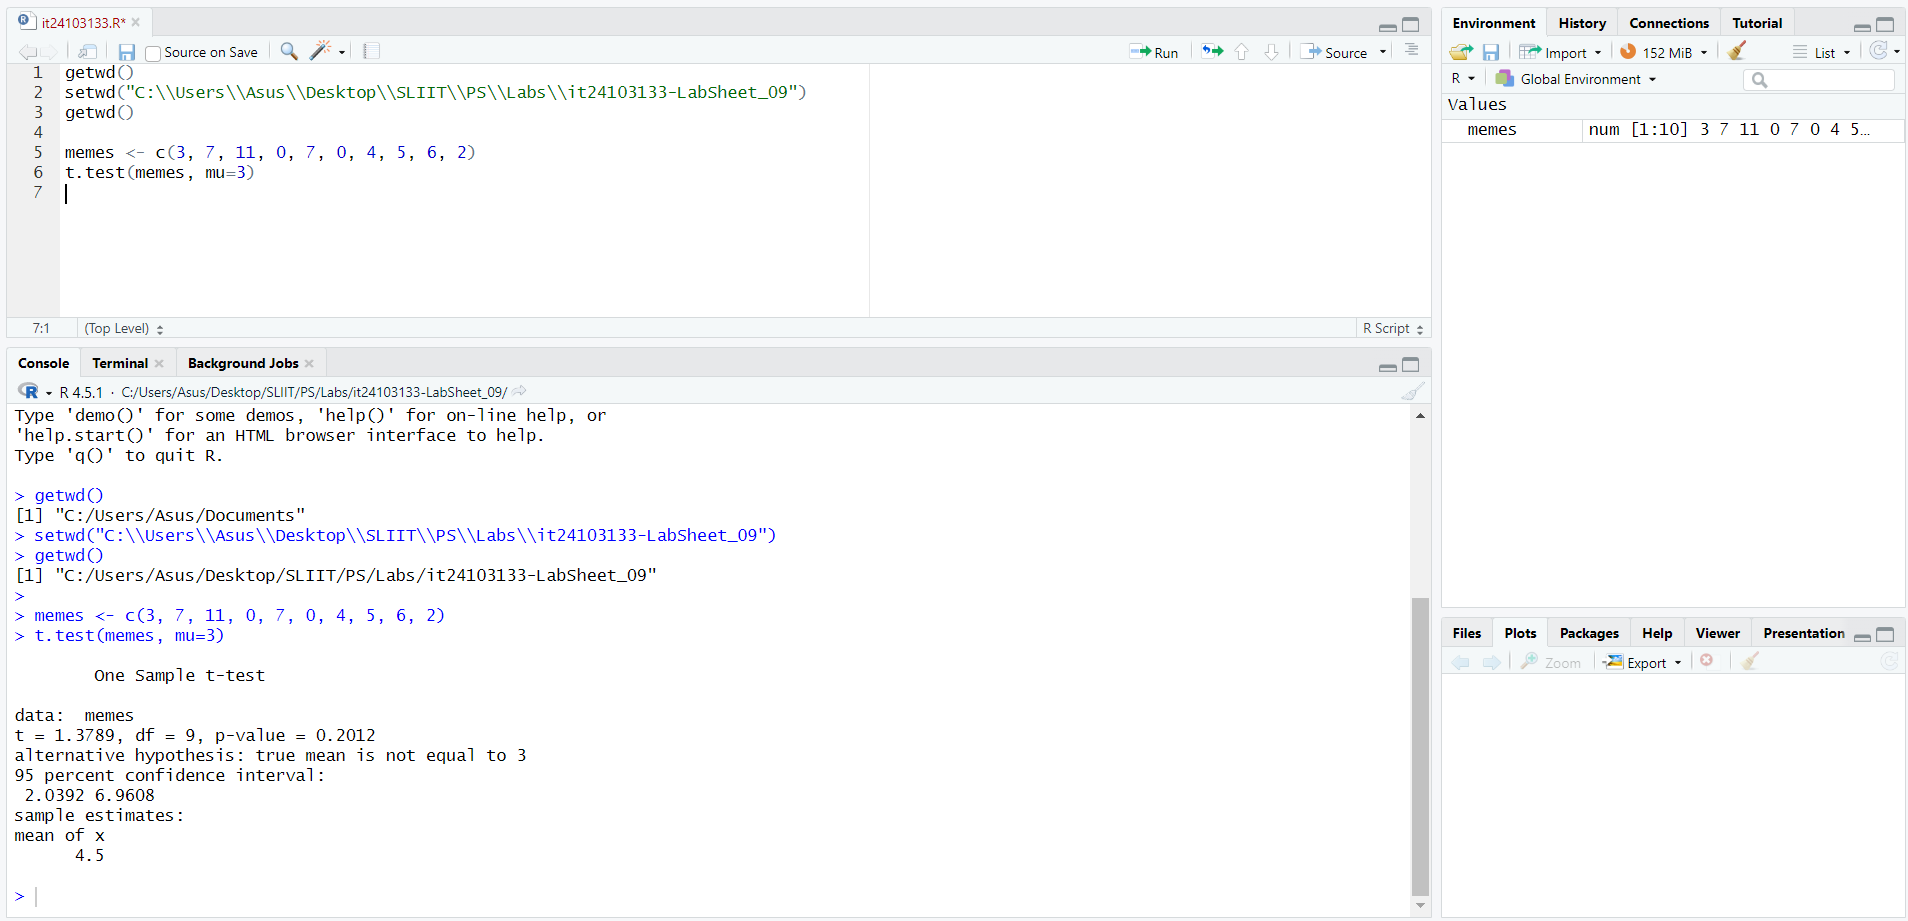 it24103133.R*
Source on Save
Run
Source
1 getwd()
2 setwd("C:\\Users\\Asus\\Desktop\\SLIIT\\PS\\Labs\\it24103133-LabSheet_09")
3 getwd()
4
5 memes <- c(3, 7, 11, 0, 7, 0, 4, 5, 6, 2)
6 t.test(memes, mu=3)
7
7:1 (Top Level) R Script
Console Terminal Background Jobs
R 4.5.1 · C:/Users/Asus/Desktop/SLIIT/PS/Labs/it24103133-LabSheet_09/
Type 'demo()' for some demos, 'help()' for on-line help, or
'help.start()' for an HTML browser interface to help.
Type 'q()' to quit R.
> getwd()
[1] "C:/Users/Asus/Documents"
> setwd("C:\\Users\\Asus\\Desktop\\SLIIT\\PS\\Labs\\it24103133-LabSheet_09")
> getwd()
[1] "C:/Users/Asus/Desktop/SLIIT/PS/Labs/it24103133-LabSheet_09"
>
> memes <- c(3, 7, 11, 0, 7, 0, 4, 5, 6, 2)
> t.test(memes, mu=3)
One Sample t-test
data:  memes
t = 1.3789, df = 9, p-value = 0.2012
alternative hypothesis: true mean is not equal to 3
95 percent confidence interval:
2.0392 6.9608
sample estimates:
mean of x
4.5
>
Environment History Connections Tutorial
Import 152 MiB List
R Global Environment
Values
memes num [1:10] 3 7 11 0 7 0 4 5…
Files Plots Packages Help Viewer Presentation
Zoom Export